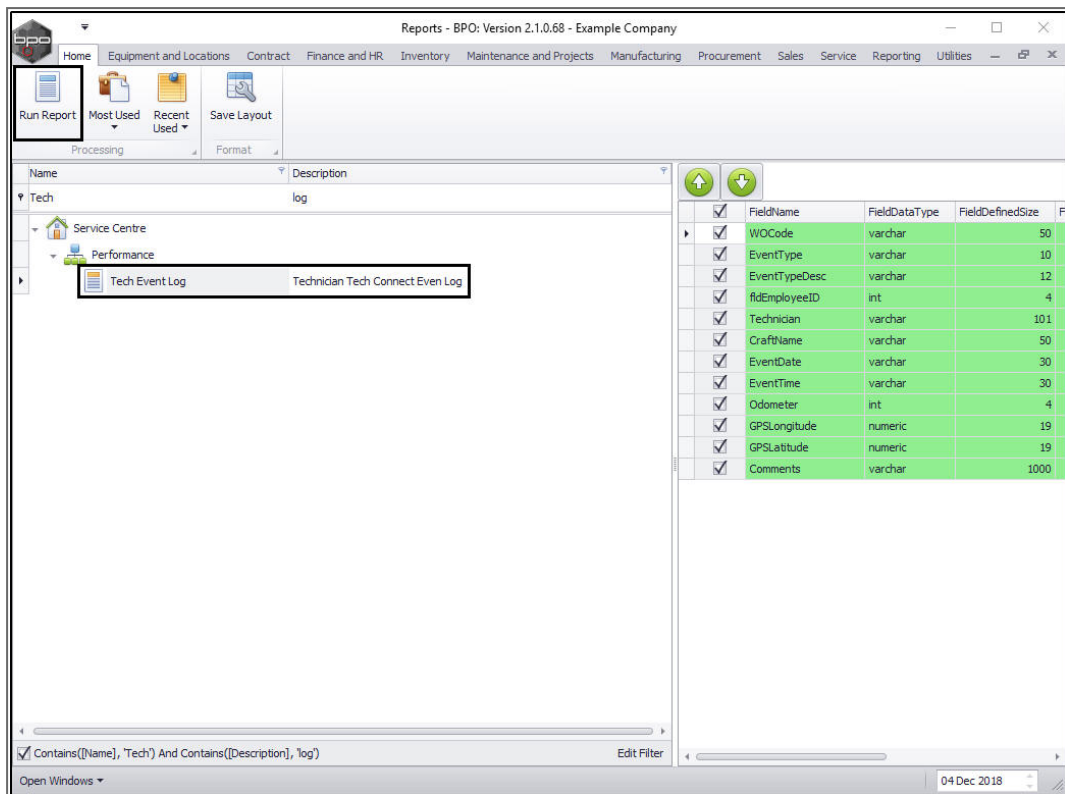 Reports - BPO: Version 2.1.0.68 - Example Company
bpo
Home Equipment and Locations Contract Finance and HR Inventory Maintenance and Projects Manufacturing Procurement Sales Service Reporting Utilities
Run Report Most Used Recent Used Save Layout
Processing Format
Name Description
Tech log
Service Centre
Performance
Tech Event Log Technician Tech Connect Even Log
FieldName FieldDataType FieldDefinedSize F
WOCode varchar 50
EventType varchar 10
EventTypeDesc varchar 12
fldEmployeeID int 4
Technician varchar 101
CraftName varchar 50
EventDate varchar 30
EventTime varchar 30
Odometer int 4
GPSLongitude numeric 19
GPSLatitude numeric 19
Comments varchar 1000
Contains([Name], 'Tech') And Contains([Description], 'log') Edit Filter
Open Windows 04 Dec 2018